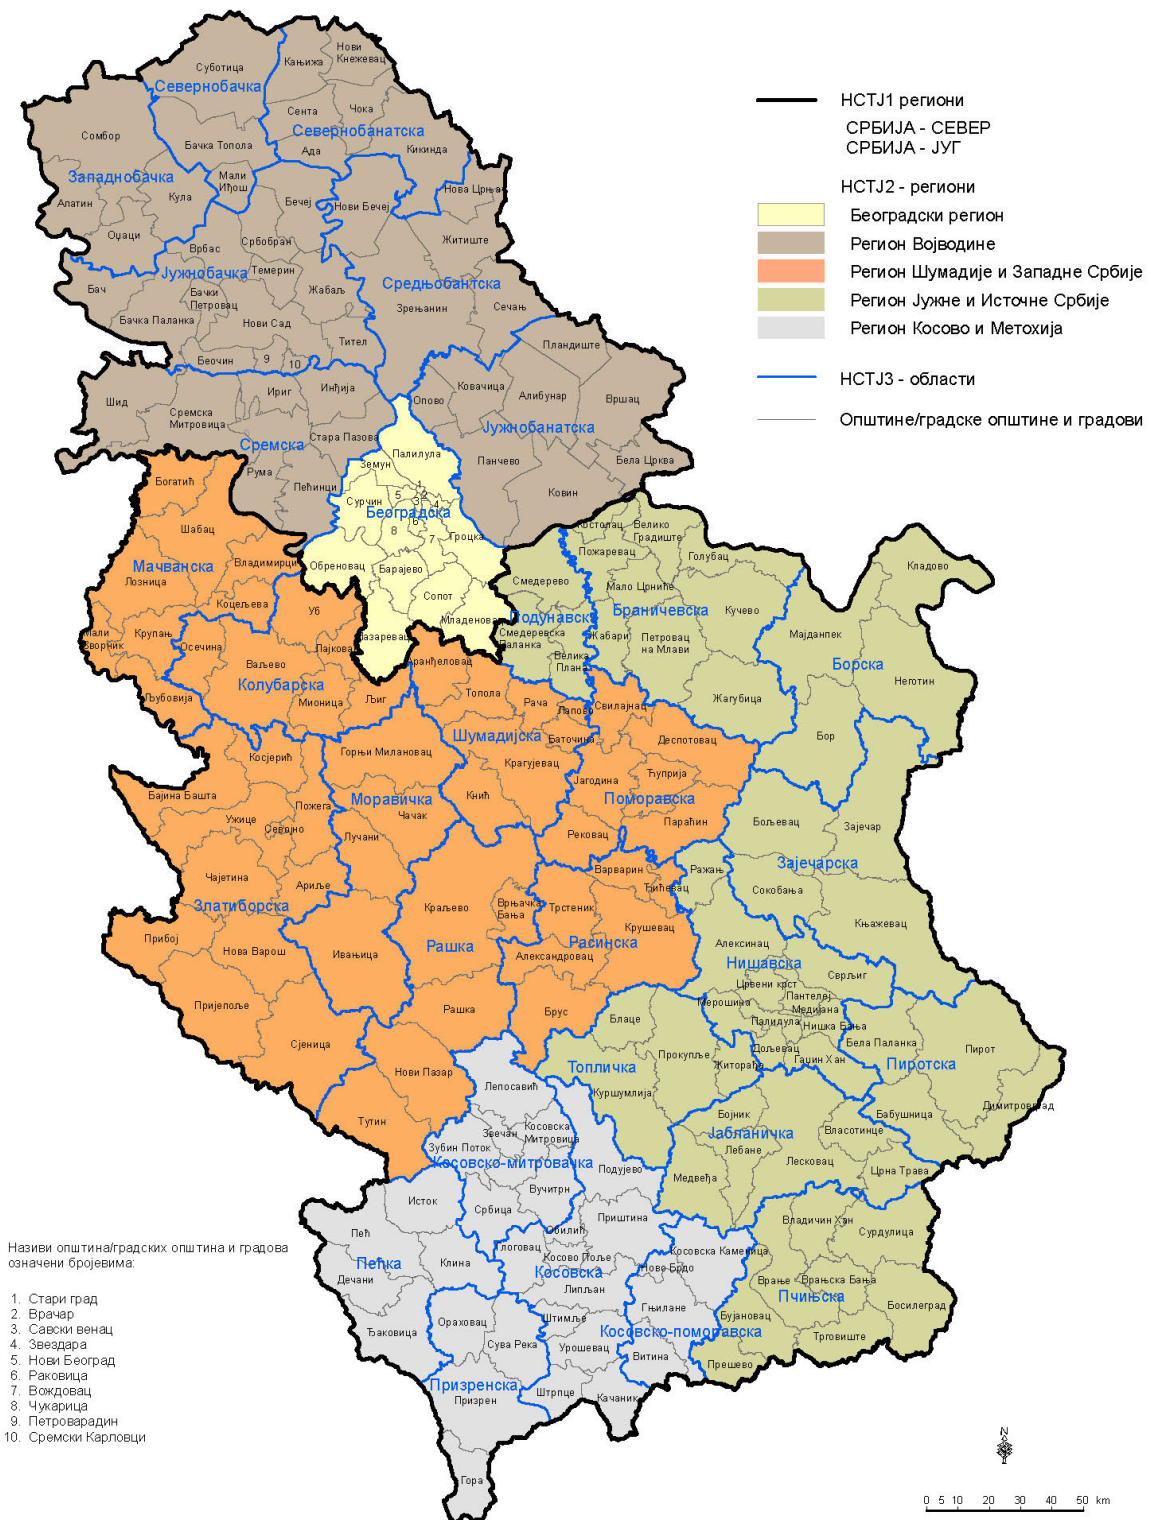 НСТЈ1 региони
СРБИЈА - СЕВЕР
СРБИЈА - ЈУГ
НСТЈ2 - региони
Београдски регион
Регион Војводине
Регион Шумадије и Западне Србије
Регион Јужне и Источне Србије
Регион Косово и Метохија
НСТЈ3 - области
Општине/градске општине и градови
Суботица
Севернобачка
Кањижа
Нови
Кнежевац
Сомбор
Сента
Чока
Севернобанатска
Бачка Топола
Ада
Кикинда
Западнобачка
Мали
Иђош
Апатин
Кула
Бечеј
Нови Бечеј
Нова Црња
Оџаци
Врбас
Србобран
Житиште
Јужнобачка
Темерин
Средњобантска
Бач
Бачки
Петровац
Жабаљ
Зрењанин
Сечањ
Бачка Паланка
Нови Сад
Тител
Беочин
9
10
Пландиште
Шид
Сремска
Митровица
Ириг
Инђија
Опово
Ковачица
Алибунар
Вршац
Сремска
Стара Пазова
Јужнобанатска
Рума
Пећинци
Панчево
Бела Црква
Ковин
Палилула
Земун
Сурчин
1
2
3
4
5
6
7
8
Београдска
Гроцка
Обреновац
Барајево
Сопот
Младеновац
Лазаревац
Богатић
Шабац
Мачванска
Владимирци
Лозница
Коцељева
Мали
Зворник
Крупањ
Љубовија
Осечина
Уб
Ваљево
Лајковац
Колубарска
Мионица
Љиг
Костолац
Велико
Градиште
Пожаревац
Голубац
Кладово
Смедерево
Мало Црниће
Подунавска
Браничевска
Кучево
Смедеревска
Паланка
Жабари
Петровац
на Млави
Мајданпек
Борска
Велика
Плана
Жагубица
Неготин
Бор
Аранђеловац
Топола
Рача
Лапово
Свилајнац
Шумадијска
Баточина
Деспотовац
Крагујевац
Јагодина
Ћуприја
Кнић
Поморавска
Параћин
Рековац
Горњи Милановац
Моравичка
Чачак
Лучани
Ивањица
Косјерић
Бајина Башта
Пожега
Ужице
Севојно
Чајетина
Ариље
Златиборска
Прибој
Нова Варош
Пријепоље
Сјеница
Краљево
Врњачка
Бања
Рашка
Рашка
Нови Пазар
Тутин
Варварин
Ћићевац
Трстеник
Крушевац
Расинска
Александровац
Брус
Бољевац
Зајечар
Зајечарска
Сокобања
Књажевац
Ражањ
Алексинац
Нишавска
Сврљиг
Црвени крст
Мерошина
Пантелеј
Медијана
Палилула
Нишка Бања
Дољевац
Гаџин Хан
Бела Паланка
Пирот
Пиротска
Димитровград
Бабушница
Блаце
Топличка
Прокупље
Житорађа
Куршумлија
Бојник
Јабланичка
Лебане
Власотинце
Медвеђа
Лесковац
Црна Трава
Владичин Хан
Сурдулица
Врање
Врањска Бања
Пчињска
Босилеград
Бујановац
Трговиште
Прешево
Лепосавић
Звечан
Косовска
Митровица
Зубин Поток
Косовско-митровачка
Вучитрн
Србица
Подујево
Исток
Пећ
Пећка
Клина
Дечани
Ђаковица
Обилић
Приштина
Глоговац
Косово Поље
Косовска
Липљан
Штимље
Урошевац
Штрпце
Качаник
Косовска Каменица
Ново Брдо
Гњилане
Косовско-поморавска
Витина
Ораховац
Сува Река
Призренска
Призрен
Гора
Називи општина/градских општина и градова
означени бројевима:
1. Стари град
2. Врачар
3. Савски венац
4. Звездара
5. Нови Београд
6. Раковица
7. Вождовац
8. Чукарица
9. Петроварадин
10. Сремски Карловци
N
0 5 10 20 30 40 50 km